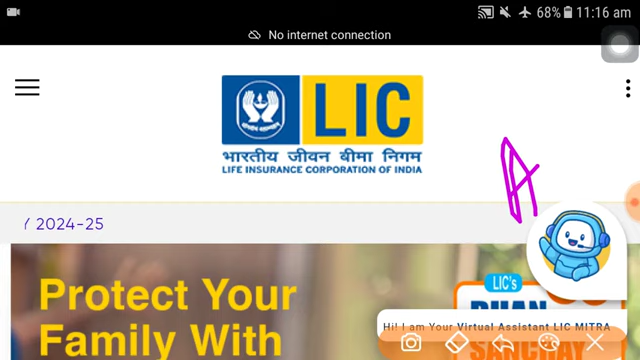 68% 11:16 am
No internet connection
LIC
भारतीय जीवन बीमा निगम
LIFE INSURANCE CORPORATION OF INDIA
A
Y 2024-25
Protect Your
Family With
LIC's
Hi! I am Your Virtual Assistant LIC MITRA